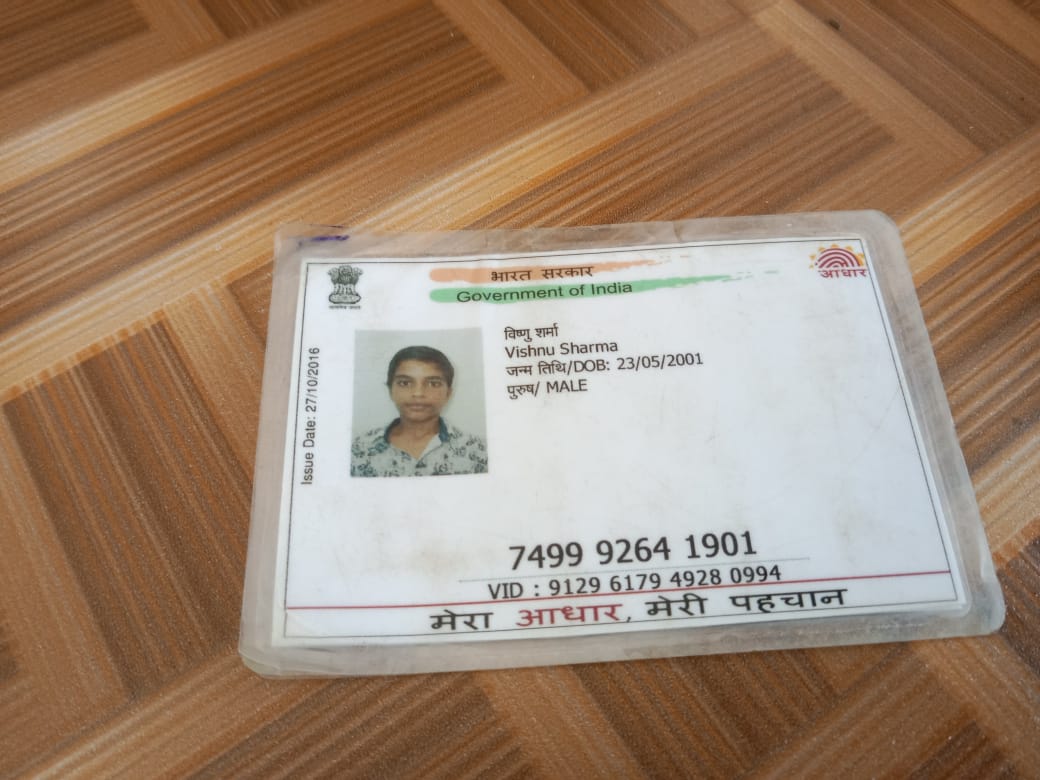 भारत सरकार
Government of India
आधार
Issue Date: 27/10/2016
विष्णु शर्मा
Vishnu Sharma
जन्म तिथि/DOB: 23/05/2001
पुरुष/ MALE
7499 9264 1901
VID : 9129 6179 4928 0994
मेरा आधार, मेरी पहचान